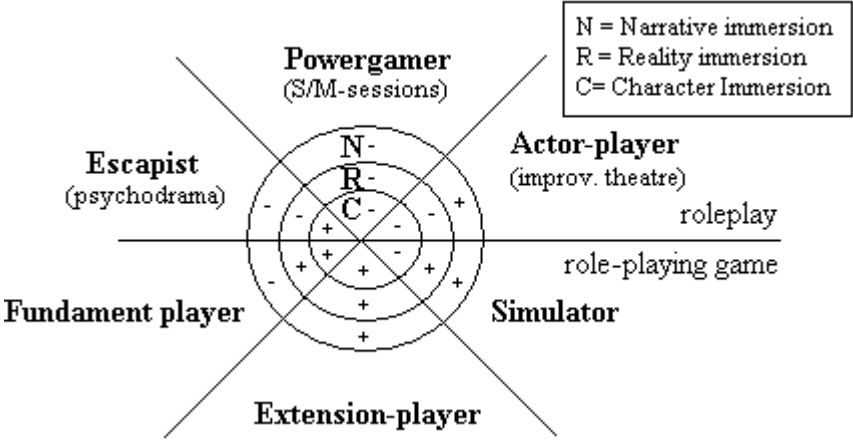 N = Narrative immersion
R = Reality immersion
C= Character Immersion
Powergamer
(S/M-sessions)
Escapist
(psychodrama)
Actor-player
(improv. theatre)
N -
R -
C -
- - + - - +
roleplay
role-playing game
- + + + - + +
+
+
Fundament player
Simulator
Extension-player